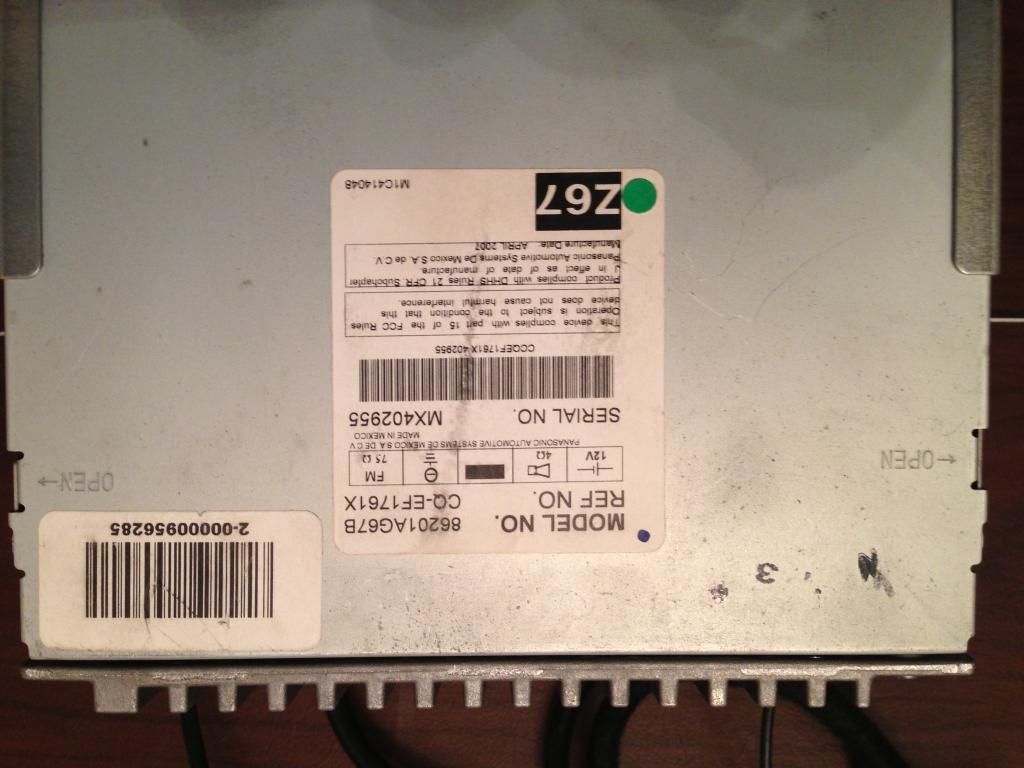 MODEL NO. 86201AG67B
REF NO. CQ-EF1761X
12V 4Ω FM 75 Ω
PANASONIC AUTOMOTIVE SYSTEMS DE MEXICO S.A. DE C.V.
MADE IN MEXICO
SERIAL NO. MX402955
CCQEF1761X402955
This device complies with part 15 of the FCC Rules
Operation is subject to the condition that this
device does not cause harmful interference.
Product complies with DHHS Rules 21 CFR Subchapter
J in effect as of date of manufacture.
Panasonic Automotive Systems De Mexico S.A. de C.V.
Manufacture Date: APRIL 2007
Z67
M1C414048
2-00000956285
←OPEN
OPEN→
3